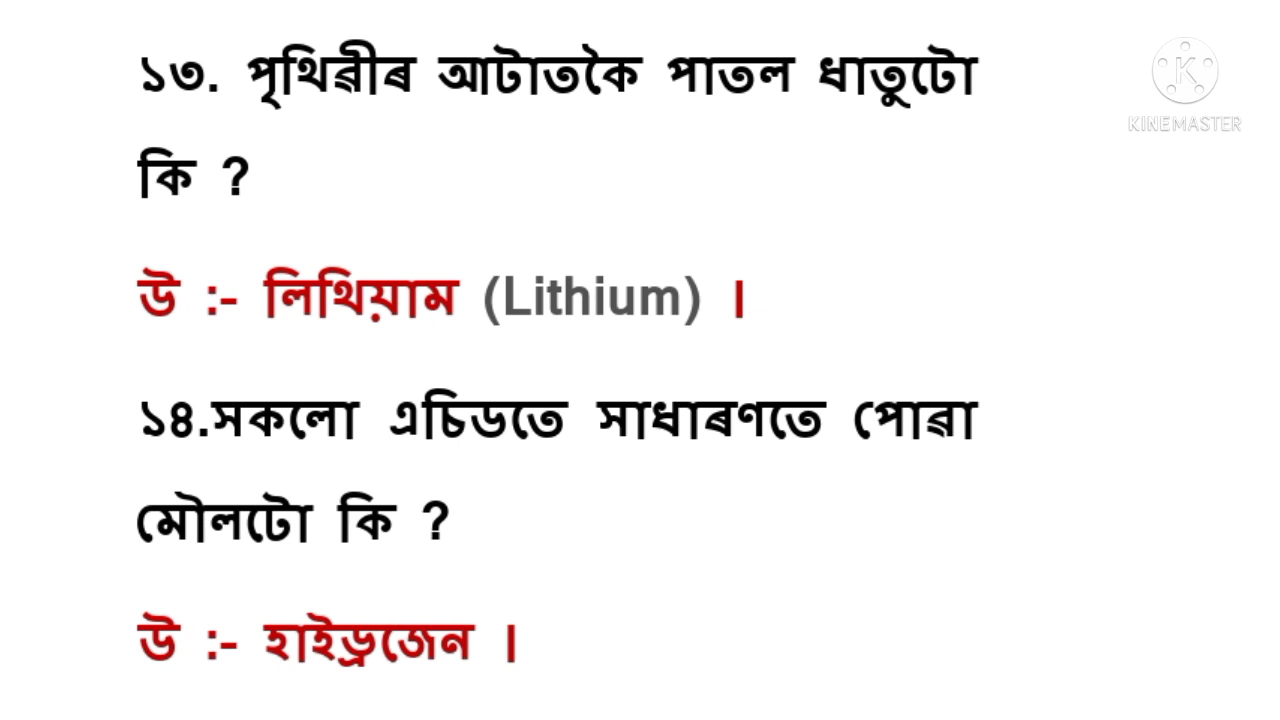 ১৩. পৃথিৱীৰ আটাতকৈ পাতল ধাতুটো
কি ?
উ :- লিথিয়াম (Lithium) ।
১৪.সকলো এচিডতে সাধাৰণতে পোৱা
মৌলটো কি ?
উ :- হাইড্ৰজেন ।
K
KINEMASTER